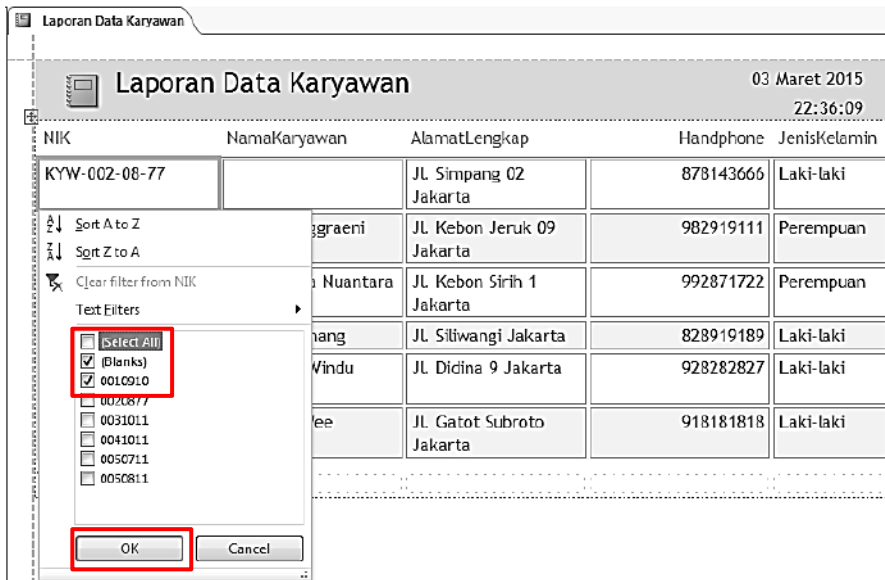 Laporan Data Karyawan
Laporan Data Karyawan
03 Maret 2015
22:36:09
NIK NamaKaryawan AlamatLengkap Handphone JenisKelamin
KYW-002-08-77 Jl. Simpang 02 Jakarta 878143666 Laki-laki
ggraeni Jl. Kebon Jeruk 09 Jakarta 982919111 Perempuan
a Nuantara Jl. Kebon Sirih 1 Jakarta 992871722 Perempuan
nang Jl. Siliwangi Jakarta 828919189 Laki-laki
Windu Jl. Didina 9 Jakarta 928282827 Laki-laki
Jl. Gatot Subroto Jakarta 918181818 Laki-laki
Sort A to Z
Sort Z to A
Clear filter from NIK
Text Filters
(Select All)
(Blanks)
0010910
0020877
0031011
0041011
0050711
0050811
OK Cancel